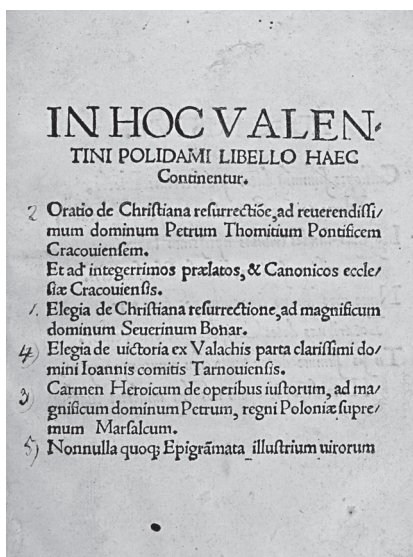 IN HOC VALEN-
TINI POLIDAMI LIBELLO HAEC
Continentur.
2 Oratio de Chriſtiana reſurrectiõe, ad reuerendiſſi/
mum dominum Petrum Thomitium Pontificem
Cracouienſem.
Et ad integerrimos prælatos, & Canonicos eccle/
ſiæ Cracouienſis.
1. Elegia de Chriſtiana reſurrectione, ad magnificum
dominum Seuerinum Bonar.
4) Elegia de uictoria ex Valachis parta clariſſimi do/
mini Ioannis comitis Tarnouienſis.
3) Carmen Heroicum de operibus iuſtorum, ad ma/
gnificum dominum Petrum, regni Poloniæ ſupre/
mum Marſalcum.
5) Nonnulla quoqꝫ Epigrãmata illuſtrium uirorum